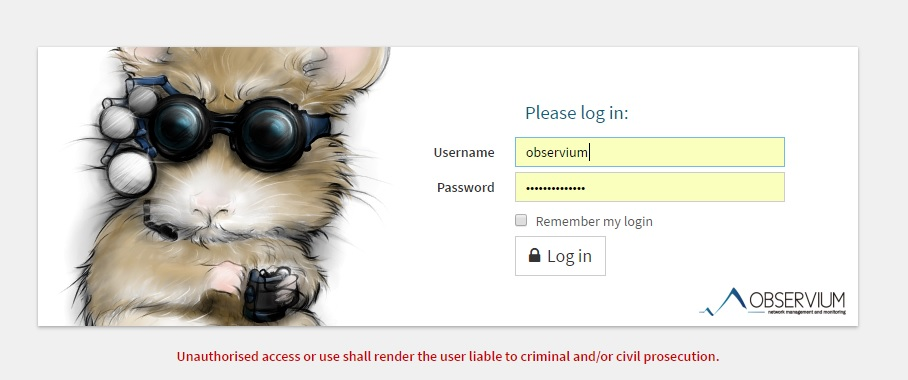 Please log in:
Username
observium
Password
••••••••••••••
Remember my login
Log in
OBSERVIUM
network management and monitoring
Unauthorised access or use shall render the user liable to criminal and/or civil prosecution.